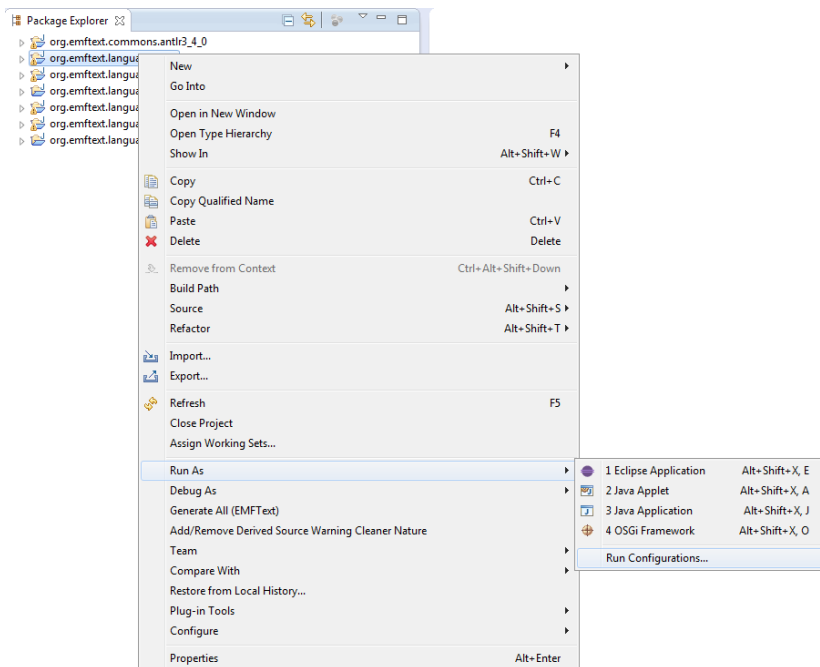 Package Explorer
org.emftext.commons.antlr3_4_0
org.emftext.langua
org.emftext.langua
org.emftext.langua
org.emftext.langua
org.emftext.langua
org.emftext.langua
New
Go Into
Open in New Window
Open Type Hierarchy F4
Show In Alt+Shift+W
Copy Ctrl+C
Copy Qualified Name
Paste Ctrl+V
Delete Delete
Remove from Context Ctrl+Alt+Shift+Down
Build Path
Source Alt+Shift+S
Refactor Alt+Shift+T
Import...
Export...
Refresh F5
Close Project
Assign Working Sets...
Run As
Debug As
Generate All (EMFText)
Add/Remove Derived Source Warning Cleaner Nature
Team
Compare With
Restore from Local History...
Plug-in Tools
Configure
Properties Alt+Enter
1 Eclipse Application Alt+Shift+X, E
2 Java Applet Alt+Shift+X, A
3 Java Application Alt+Shift+X, J
4 OSGi Framework Alt+Shift+X, O
Run Configurations...